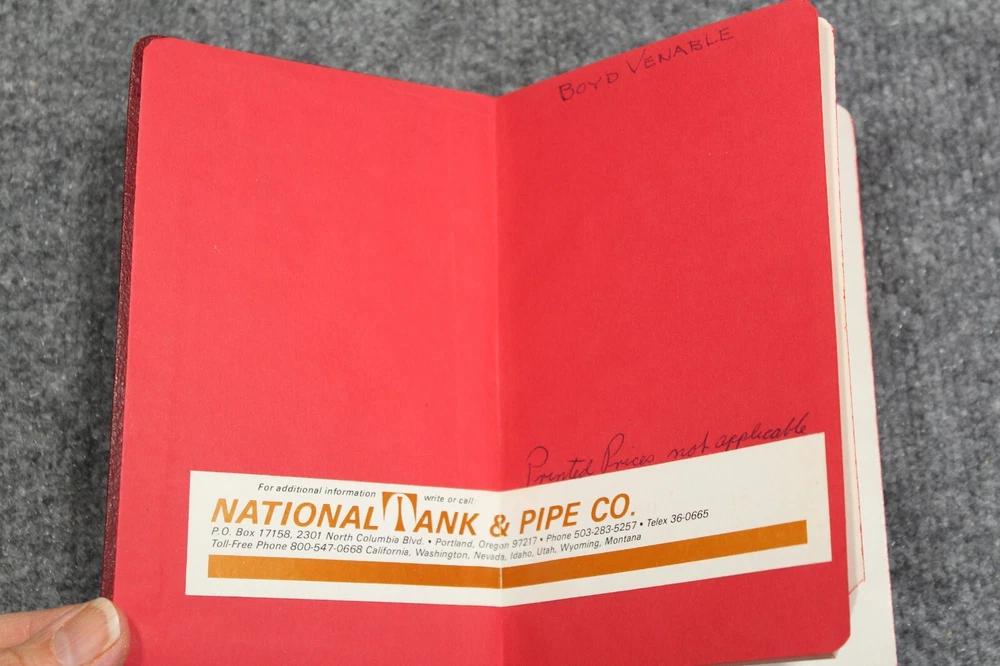 BOYD VENABLE
Printed Prices not applicable
For additional information write or call:
NATIONAL TANK & PIPE CO.
P.O. Box 17158, 2301 North Columbia Blvd. • Portland, Oregon 97217 • Phone 503-283-5257 • Telex 36-0665
Toll-Free Phone 800-547-0668 California, Washington, Nevada, Idaho, Utah, Wyoming, Montana